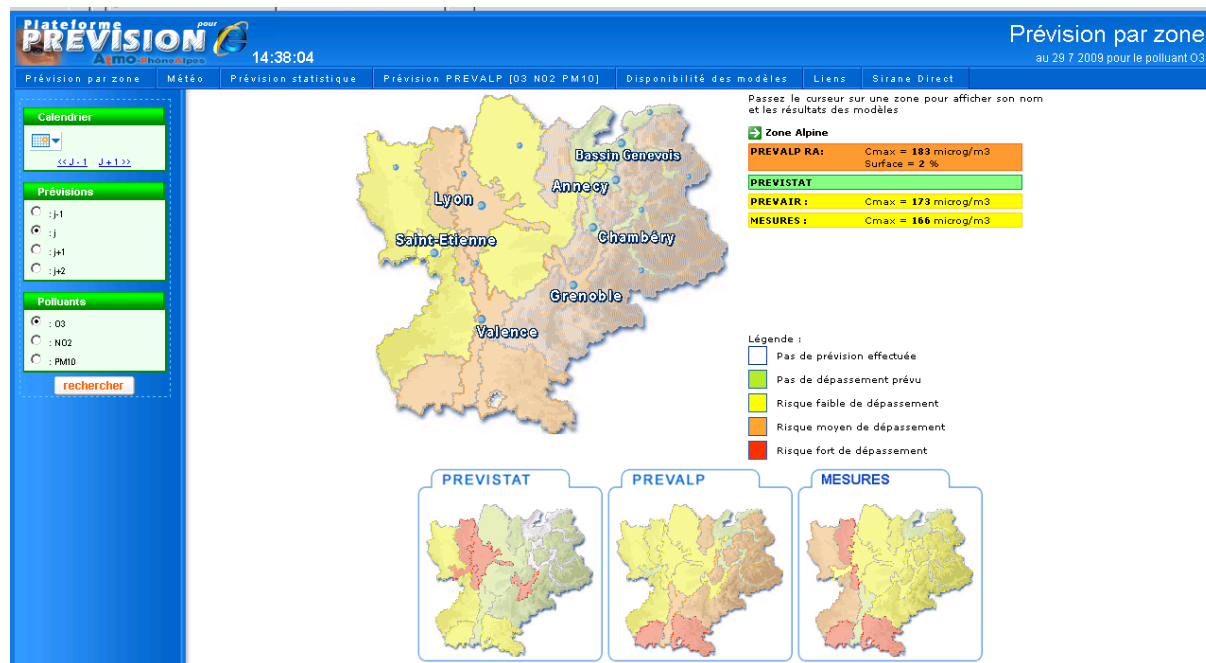 Plateforme
pour
PREVISION
Atmo-RhôneAlpes
14:38:04
Prévision par zone
au 29 7 2009 pour le polluant O3
Prévision par zone Météo Prévision statistique Prévision PREVALP [03 N02 PM10] Disponibilité des modèles Liens Sirane Direct
Calendrier
<<J-1 J+1>>
Prévisions
: j-1
: j
: j+1
: j+2
Polluants
: 03
: NO2
: PM10
rechercher
Bassin Genevois
Annecy
Lyon
Saint-Etienne
Chambéry
Grenoble
Valence
Passez le curseur sur une zone pour afficher son nom
et les résultats des modèles
Zone Alpine
PREVALP RA: Cmax = 183 microg/m3
Surface = 2 %
PREVISTAT
PREVAIR : Cmax = 173 microg/m3
MESURES : Cmax = 166 microg/m3
Légende :
Pas de prévision effectuée
Pas de dépassement prévu
Risque faible de dépassement
Risque moyen de dépassement
Risque fort de dépassement
PREVISTAT PREVALP MESURES